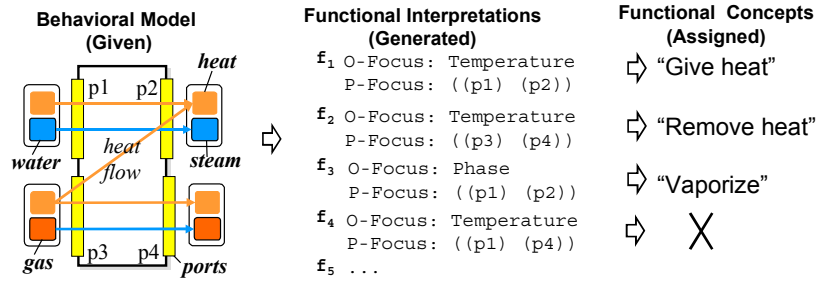 Behavioral Model
(Given)
p1 p2
heat
water
heat
flow
steam
gas
p3 p4
ports
Functional Interpretations
(Generated)
f1 O-Focus: Temperature
P-Focus: ((p1) (p2))
f2 O-Focus: Temperature
P-Focus: ((p3) (p4))
f3 O-Focus: Phase
P-Focus: ((p1) (p2))
f4 O-Focus: Temperature
P-Focus: ((p1) (p4))
f5 ...
Functional Concepts
(Assigned)
“Give heat”
“Remove heat”
“Vaporize”
X